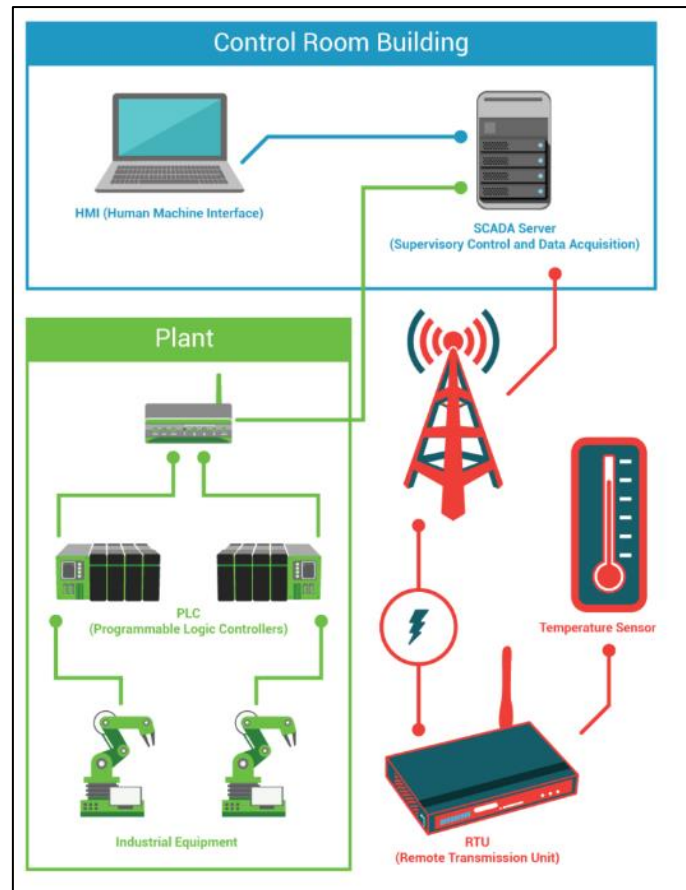 Control Room Building
HMI (Human Machine Interface)
SCADA Server
(Supervisory Control and Data Acquisition)
Plant
PLC
(Programmable Logic Controllers)
Temperature Sensor
Industrial Equipment
RTU
(Remote Transmission Unit)